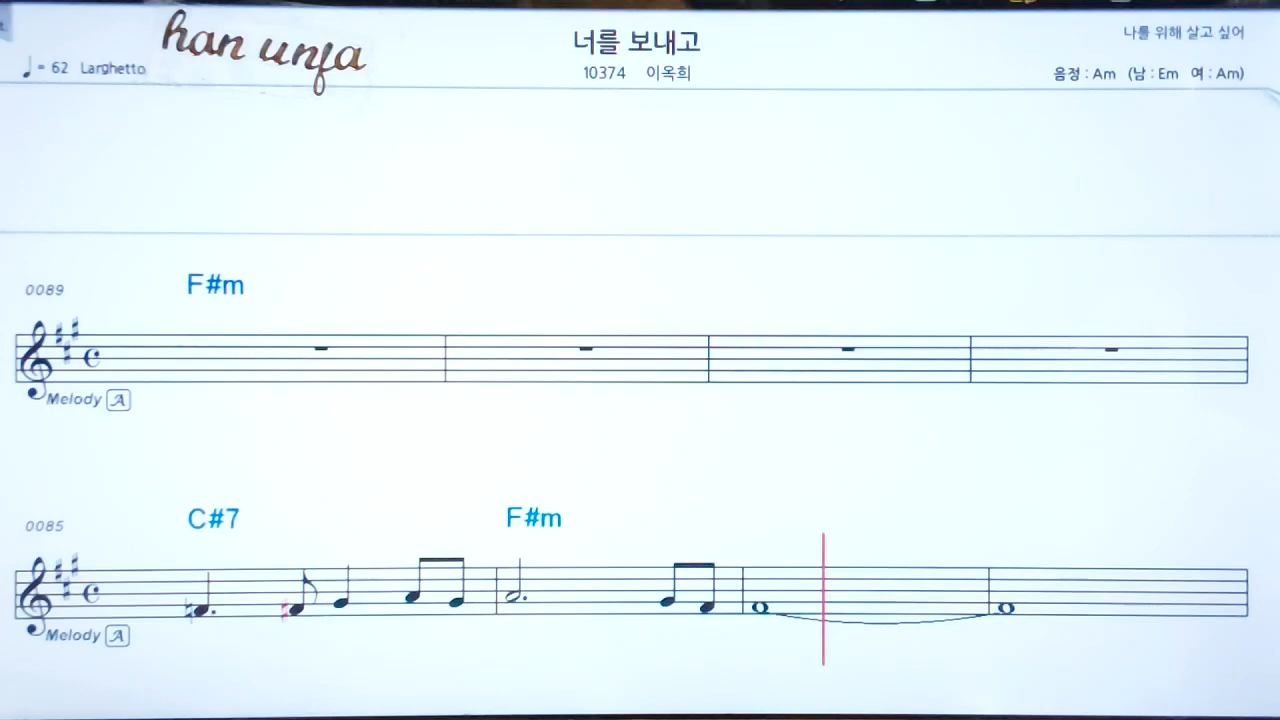 han unja
너를 보내고
나를 위해 살고 싶어
♩= 62 Larghetto
10374 이옥희
음정 : Am (남 : Em 여 : Am)
0089
F#m
Melody A
0085
C#7 F#m
Melody A